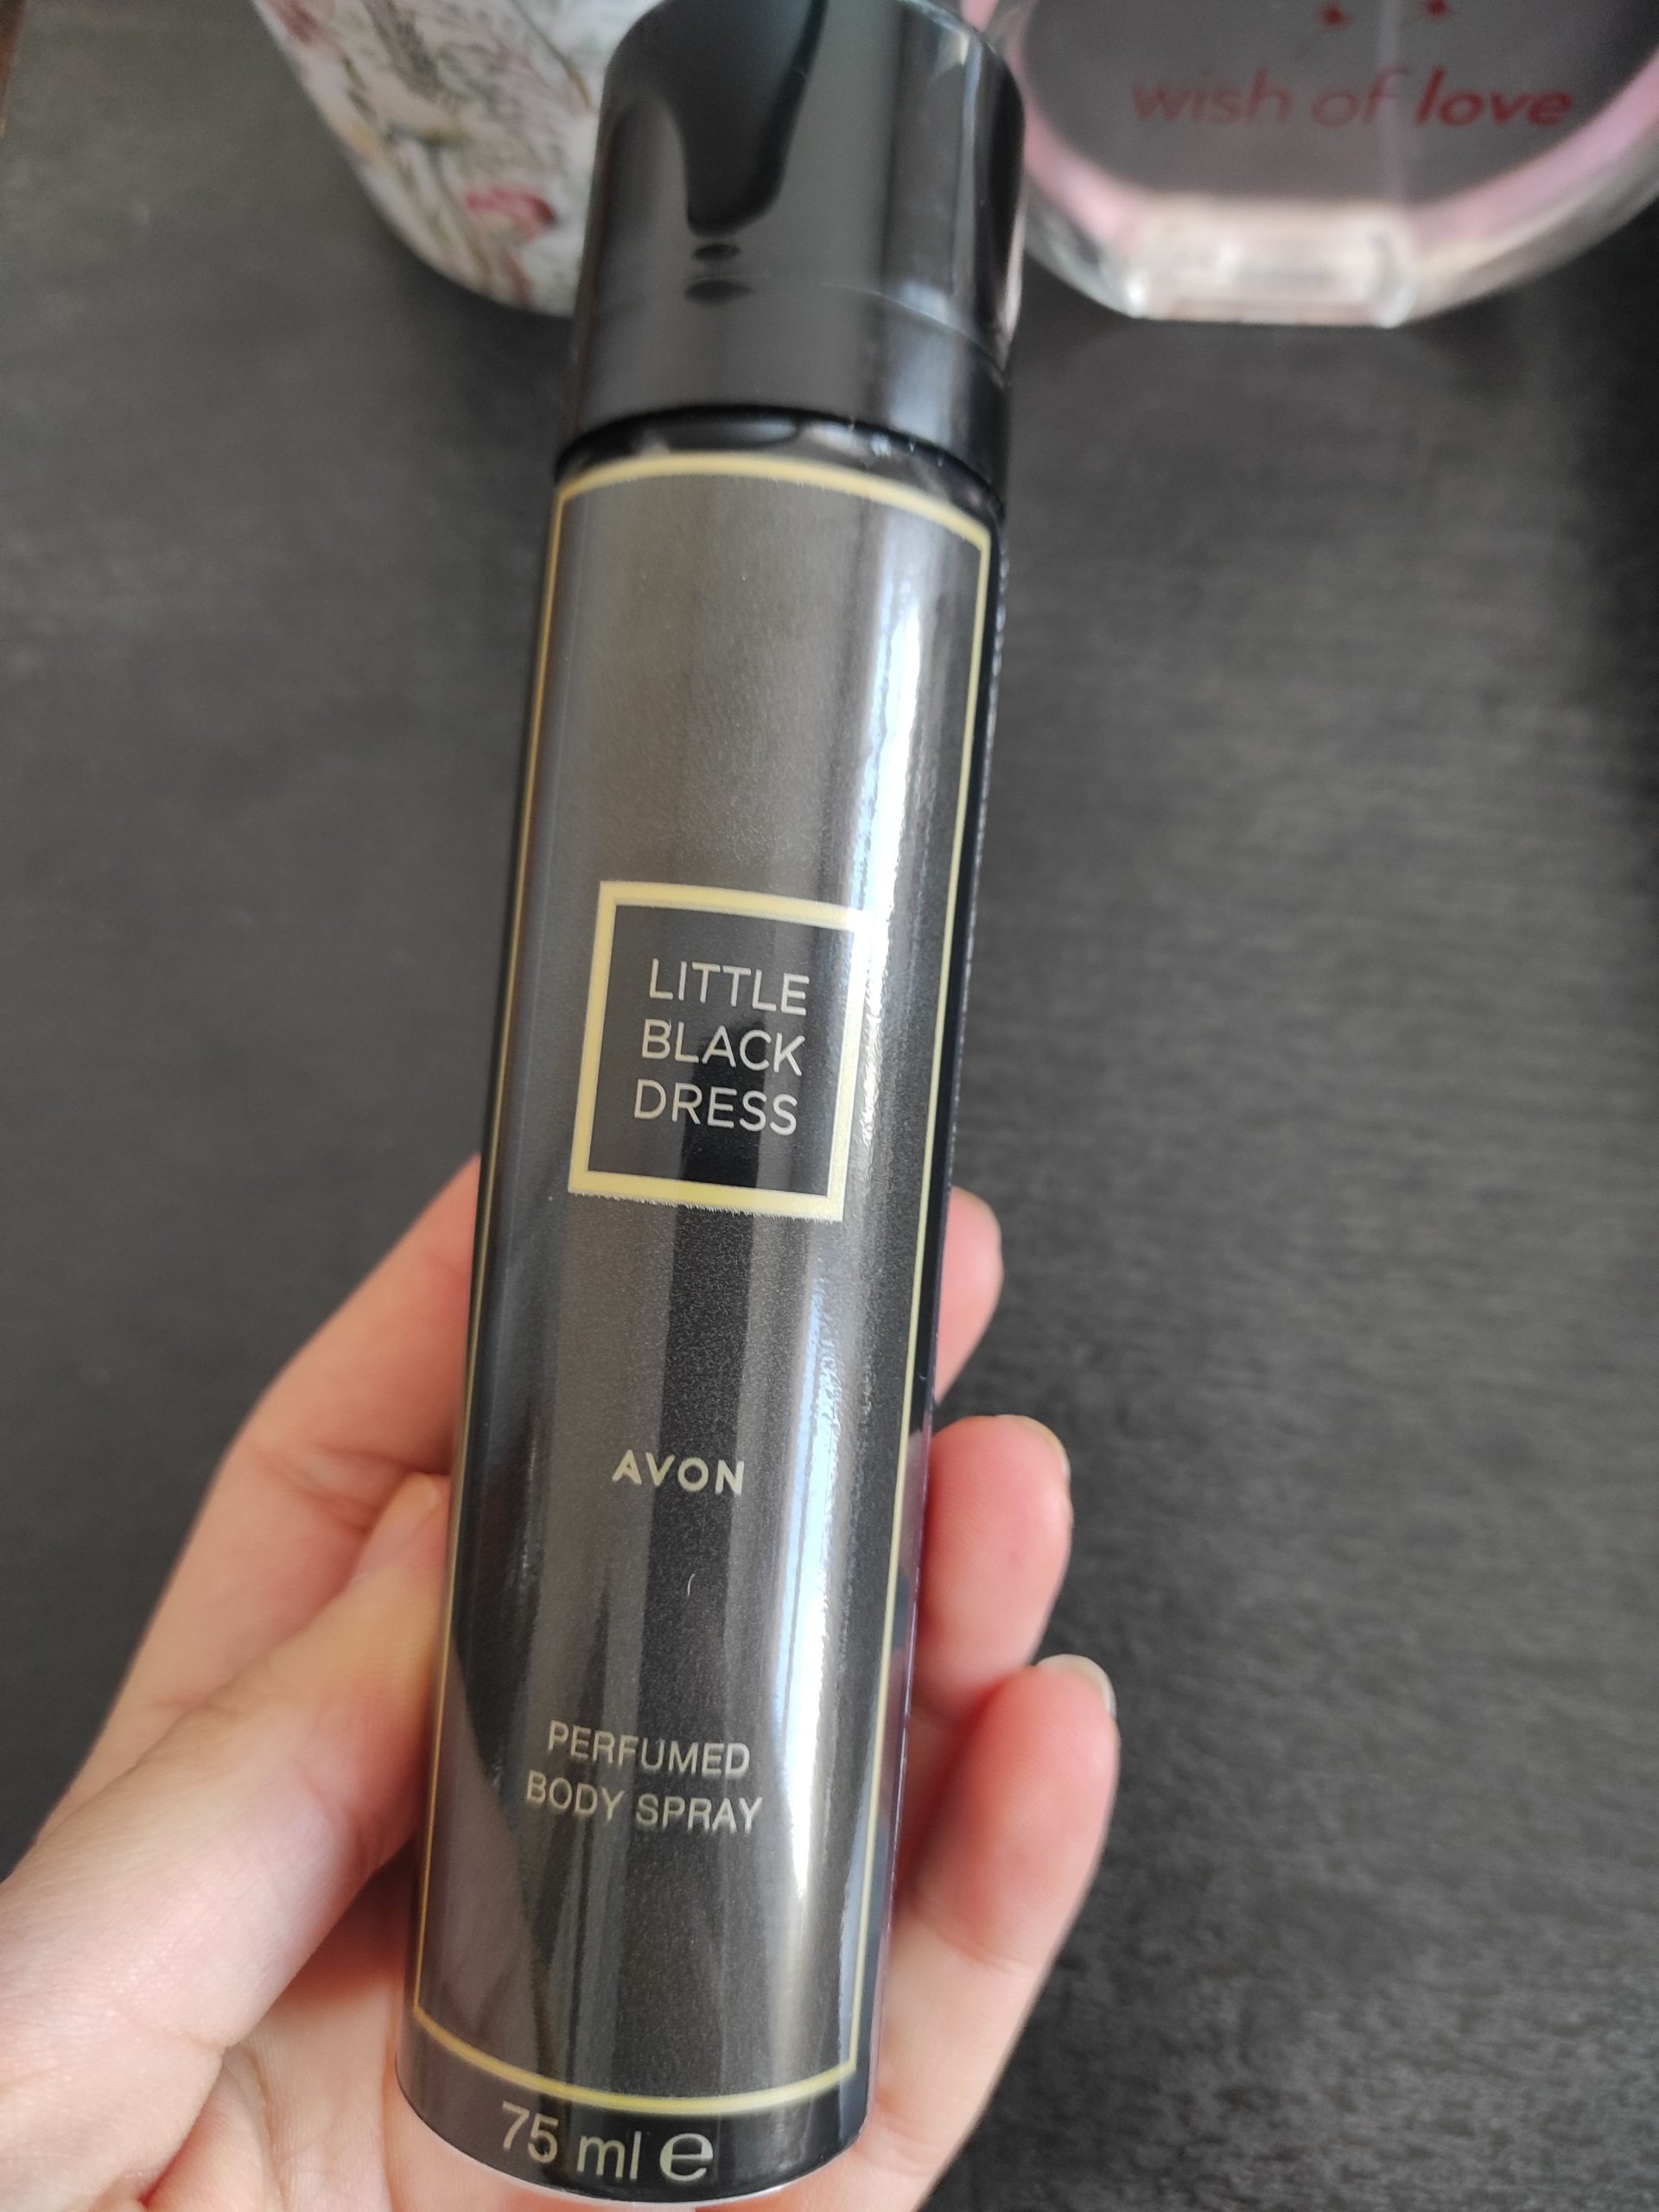 wish of love
LITTLE
BLACK
DRESS
AVON
PERFUMED
BODY SPRAY
75 ml e